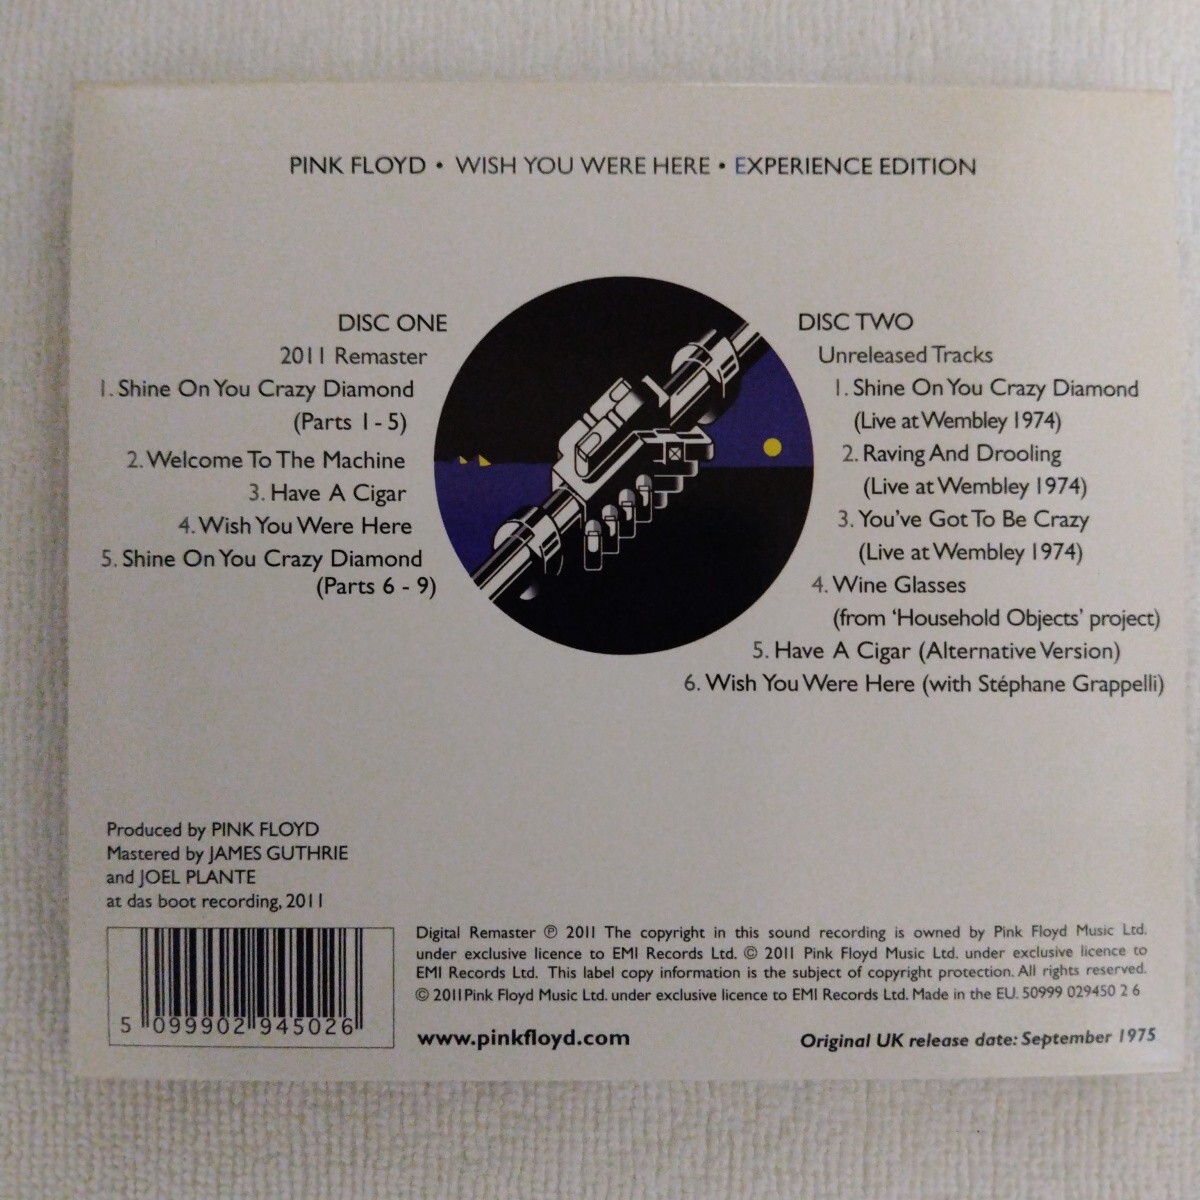 PINK FLOYD • WISH YOU WERE HERE • EXPERIENCE EDITION
DISC ONE
2011 Remaster
1. Shine On You Crazy Diamond
(Parts 1 - 5)
2. Welcome To The Machine
3. Have A Cigar
4. Wish You Were Here
5. Shine On You Crazy Diamond
(Parts 6 - 9)
DISC TWO
Unreleased Tracks
1. Shine On You Crazy Diamond
(Live at Wembley 1974)
2. Raving And Drooling
(Live at Wembley 1974)
3. You've Got To Be Crazy
(Live at Wembley 1974)
4. Wine Glasses
(from ‘Household Objects’ project)
5. Have A Cigar (Alternative Version)
6. Wish You Were Here (with Stéphane Grappelli)
Produced by PINK FLOYD
Mastered by JAMES GUTHRIE
and JOEL PLANTE
at das boot recording, 2011
5 099902 945026
Digital Remaster ℗ 2011 The copyright in this sound recording is owned by Pink Floyd Music Ltd.
under exclusive licence to EMI Records Ltd. © 2011 Pink Floyd Music Ltd. under exclusive licence to
EMI Records Ltd. This label copy information is the subject of copyright protection. All rights reserved.
© 2011 Pink Floyd Music Ltd. under exclusive licence to EMI Records Ltd. Made in the EU. 50999 029450 2 6
www.pinkfloyd.com
Original UK release date: September 1975